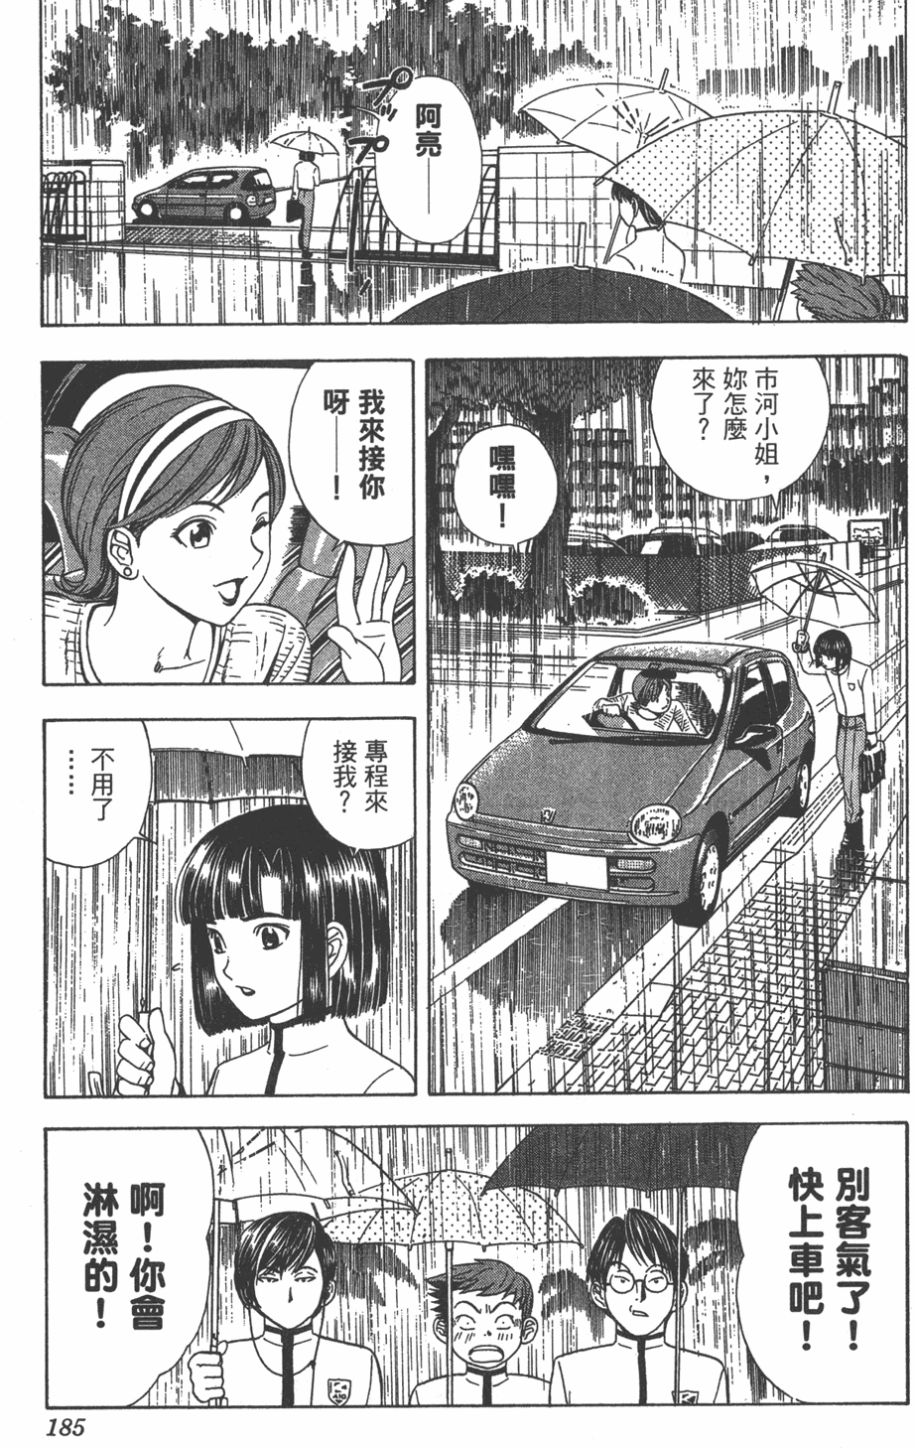 阿亮——
プップー
市河小姐，
妳怎麼
來了？
嘿嘿！
我來接你
呀——！
專程來
接我？
不用了
……
別客氣了！
快上車吧！
啊！你會
淋濕的！
185